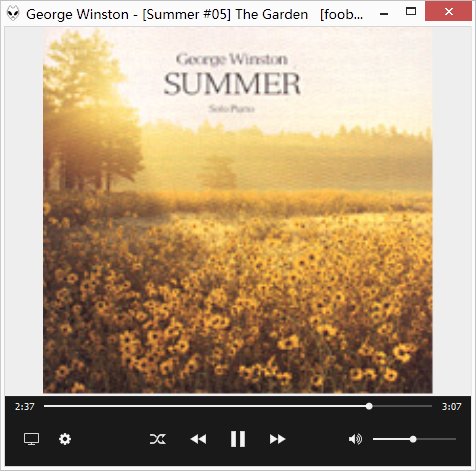 George Winston - [Summer #05] The Garden [foob...
George Winston
SUMMER
Solo Piano
2:37
3:07